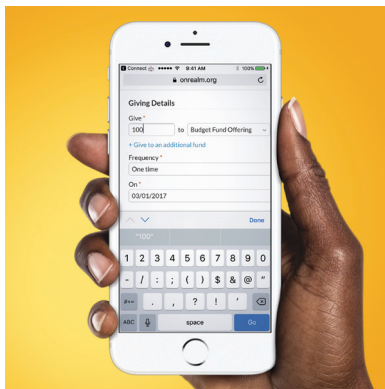 Connect 9:41 AM 100%
onrealm.org
Giving Details
Give *
100 to Budget Fund Offering
+ Give to an additional fund
Frequency *
One time
On *
03/01/2017
Done
"100"
1 2 3 4 5 6 7 8 9 0
- / : ; ( ) $ & @ "
#+= . , ? ! '
ABC space Go